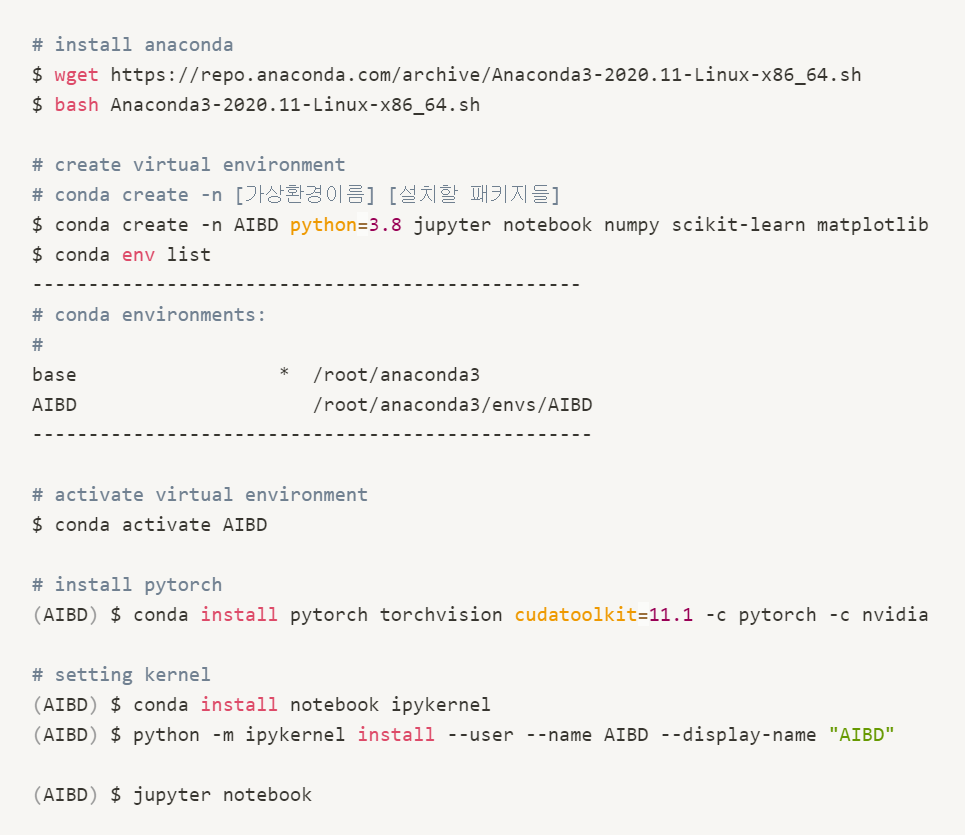 # install anaconda
$ wget https://repo.anaconda.com/archive/Anaconda3-2020.11-Linux-x86_64.sh
$ bash Anaconda3-2020.11-Linux-x86_64.sh
# create virtual environment
# conda create -n [가상환경이름] [설치할 패키지들]
$ conda create -n AIBD python=3.8 jupyter notebook numpy scikit-learn matplotlib
$ conda env list
-------------------------------------------------
# conda environments:
#
base                  *  /root/anaconda3
AIBD                     /root/anaconda3/envs/AIBD
--------------------------------------------------
# activate virtual environment
$ conda activate AIBD
# install pytorch
(AIBD) $ conda install pytorch torchvision cudatoolkit=11.1 -c pytorch -c nvidia
# setting kernel
(AIBD) $ conda install notebook ipykernel
(AIBD) $ python -m ipykernel install --user --name AIBD --display-name "AIBD"
(AIBD) $ jupyter notebook